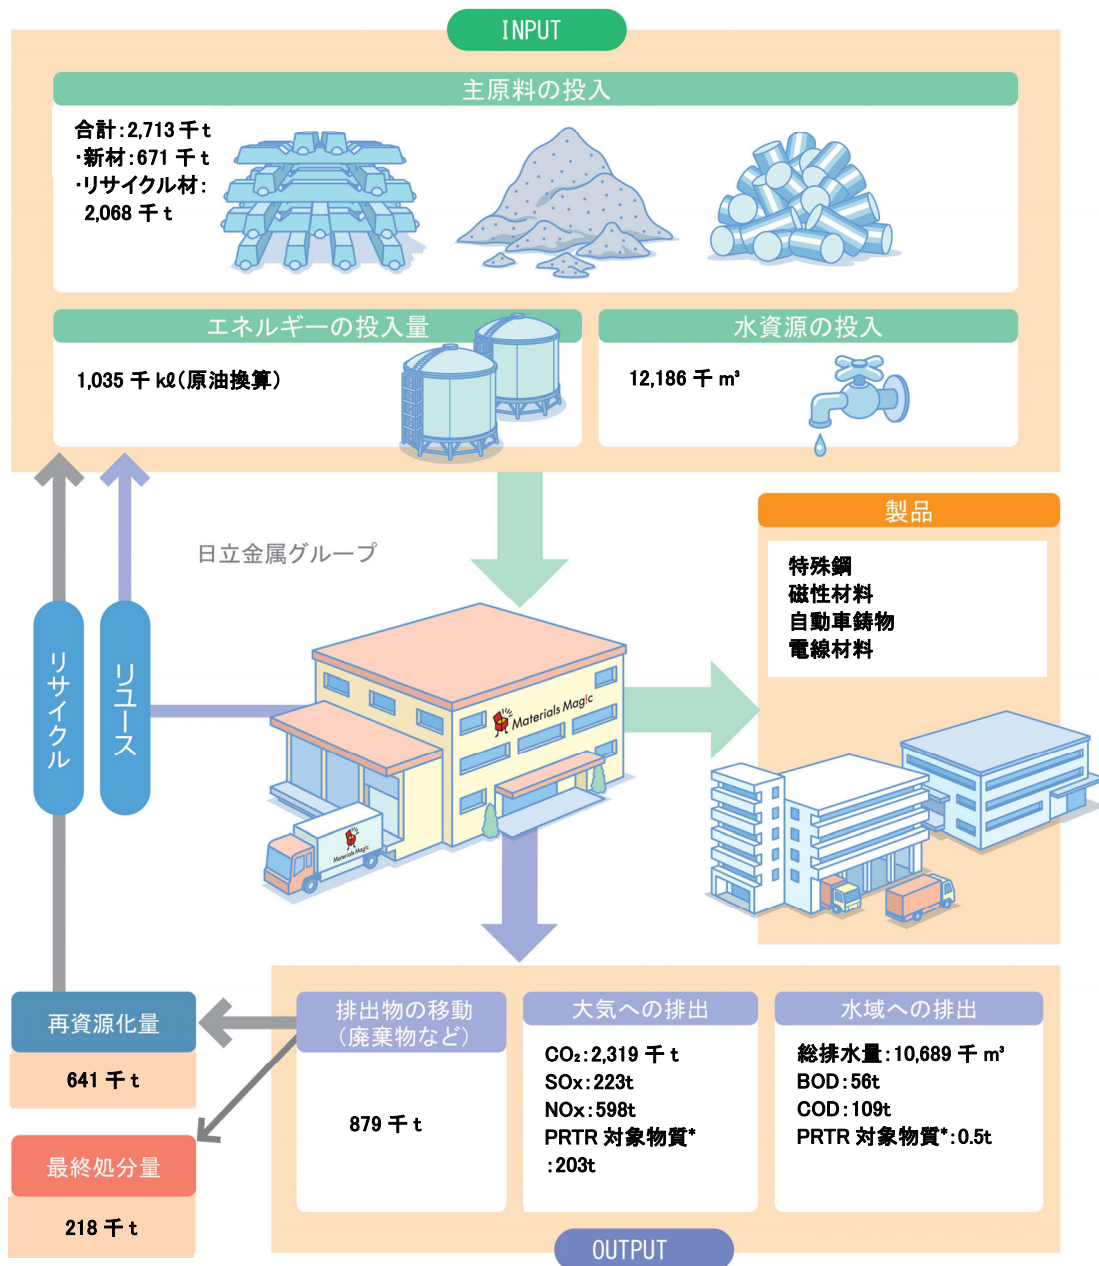 INPUT
主原料の投入
合計:2,713 千 t
・新材:671 千 t
・リサイクル材:
2,068 千 t
エネルギーの投入量
1,035 千 kℓ(原油換算)
水資源の投入
12,186 千 m³
日立金属グループ
製品
特殊鋼
磁性材料
自動車鋳物
電線材料
リサイクル
リユース
Materials Mag!c
Materials Mag!c
再資源化量
641 千 t
最終処分量
218 千 t
排出物の移動
(廃棄物など)
879 千 t
大気への排出
CO₂:2,319 千 t
SOx:223t
NOx:598t
PRTR 対象物質*
:203t
水域への排出
総排水量:10,689 千 m³
BOD:56t
COD:109t
PRTR 対象物質*:0.5t
OUTPUT